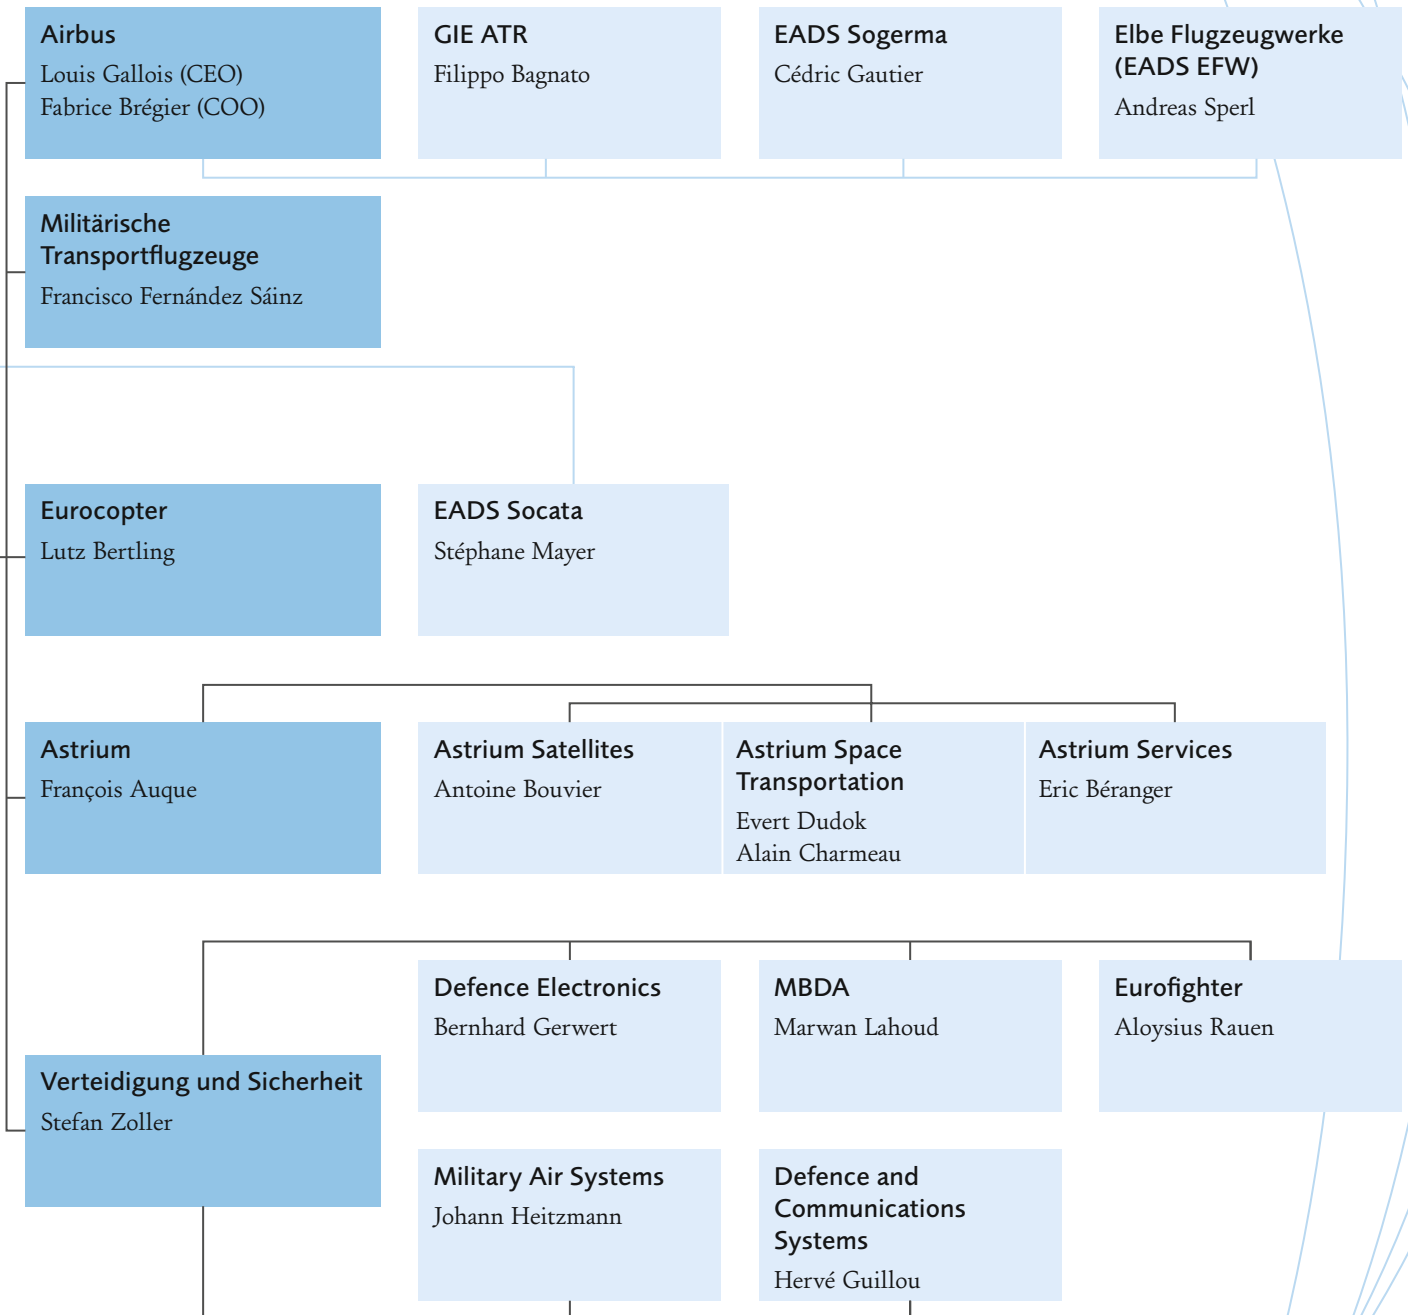 Airbus
Louis Gallois (CEO)
Fabrice Brégier (COO)
GIE ATR
Filippo Bagnato
EADS Sogerma
Cédric Gautier
Elbe Flugzeugwerke
(EADS EFW)
Andreas Sperl
Militärische
Transportflugzeuge
Francisco Fernández Sáinz
Eurocopter
Lutz Bertling
EADS Socata
Stéphane Mayer
Astrium
François Auque
Astrium Satellites
Antoine Bouvier
Astrium Space
Transportation
Evert Dudok
Alain Charmeau
Astrium Services
Eric Béranger
Defence Electronics
Bernhard Gerwert
MBDA
Marwan Lahoud
Eurofighter
Aloysius Rauen
Verteidigung und Sicherheit
Stefan Zoller
Military Air Systems
Johann Heitzmann
Defence and
Communications
Systems
Hervé Guillou